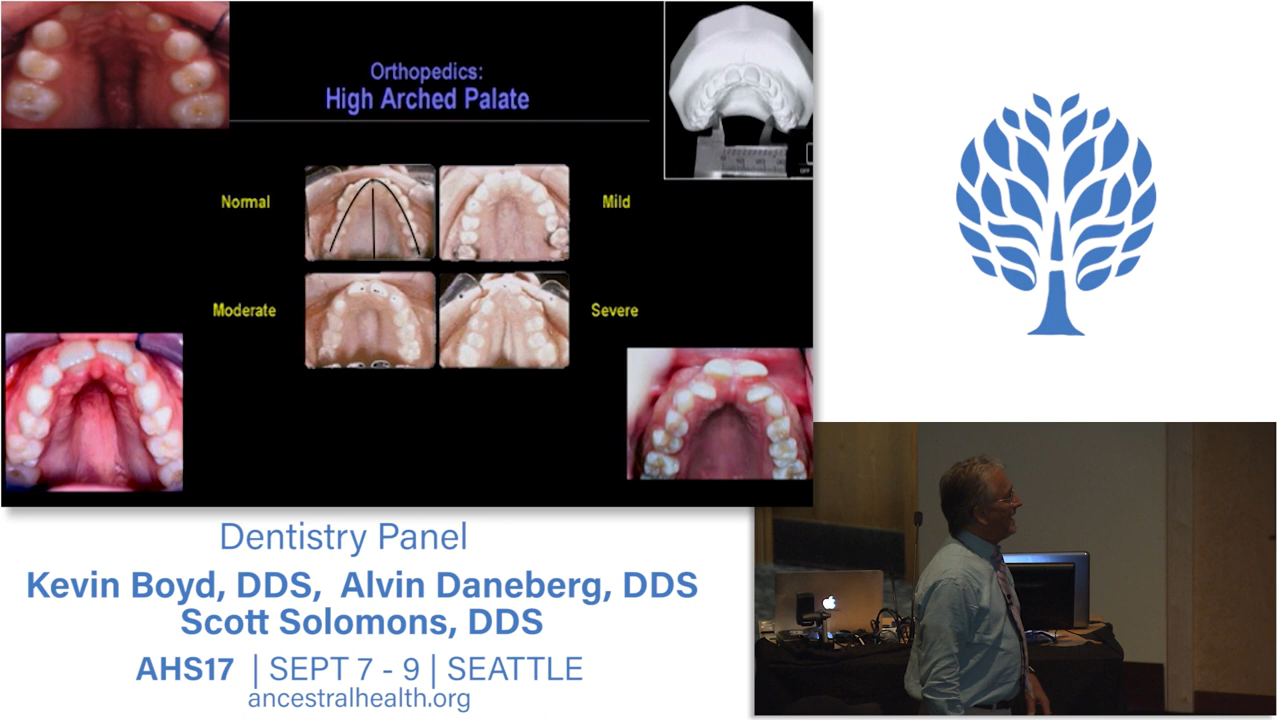 Orthopedics:
High Arched Palate
Normal
Mild
Moderate
Severe
Dentistry Panel
Kevin Boyd, DDS, Alvin Daneberg, DDS
Scott Solomons, DDS
AHS17 | SEPT 7 - 9 | SEATTLE
ancestralhealth.org